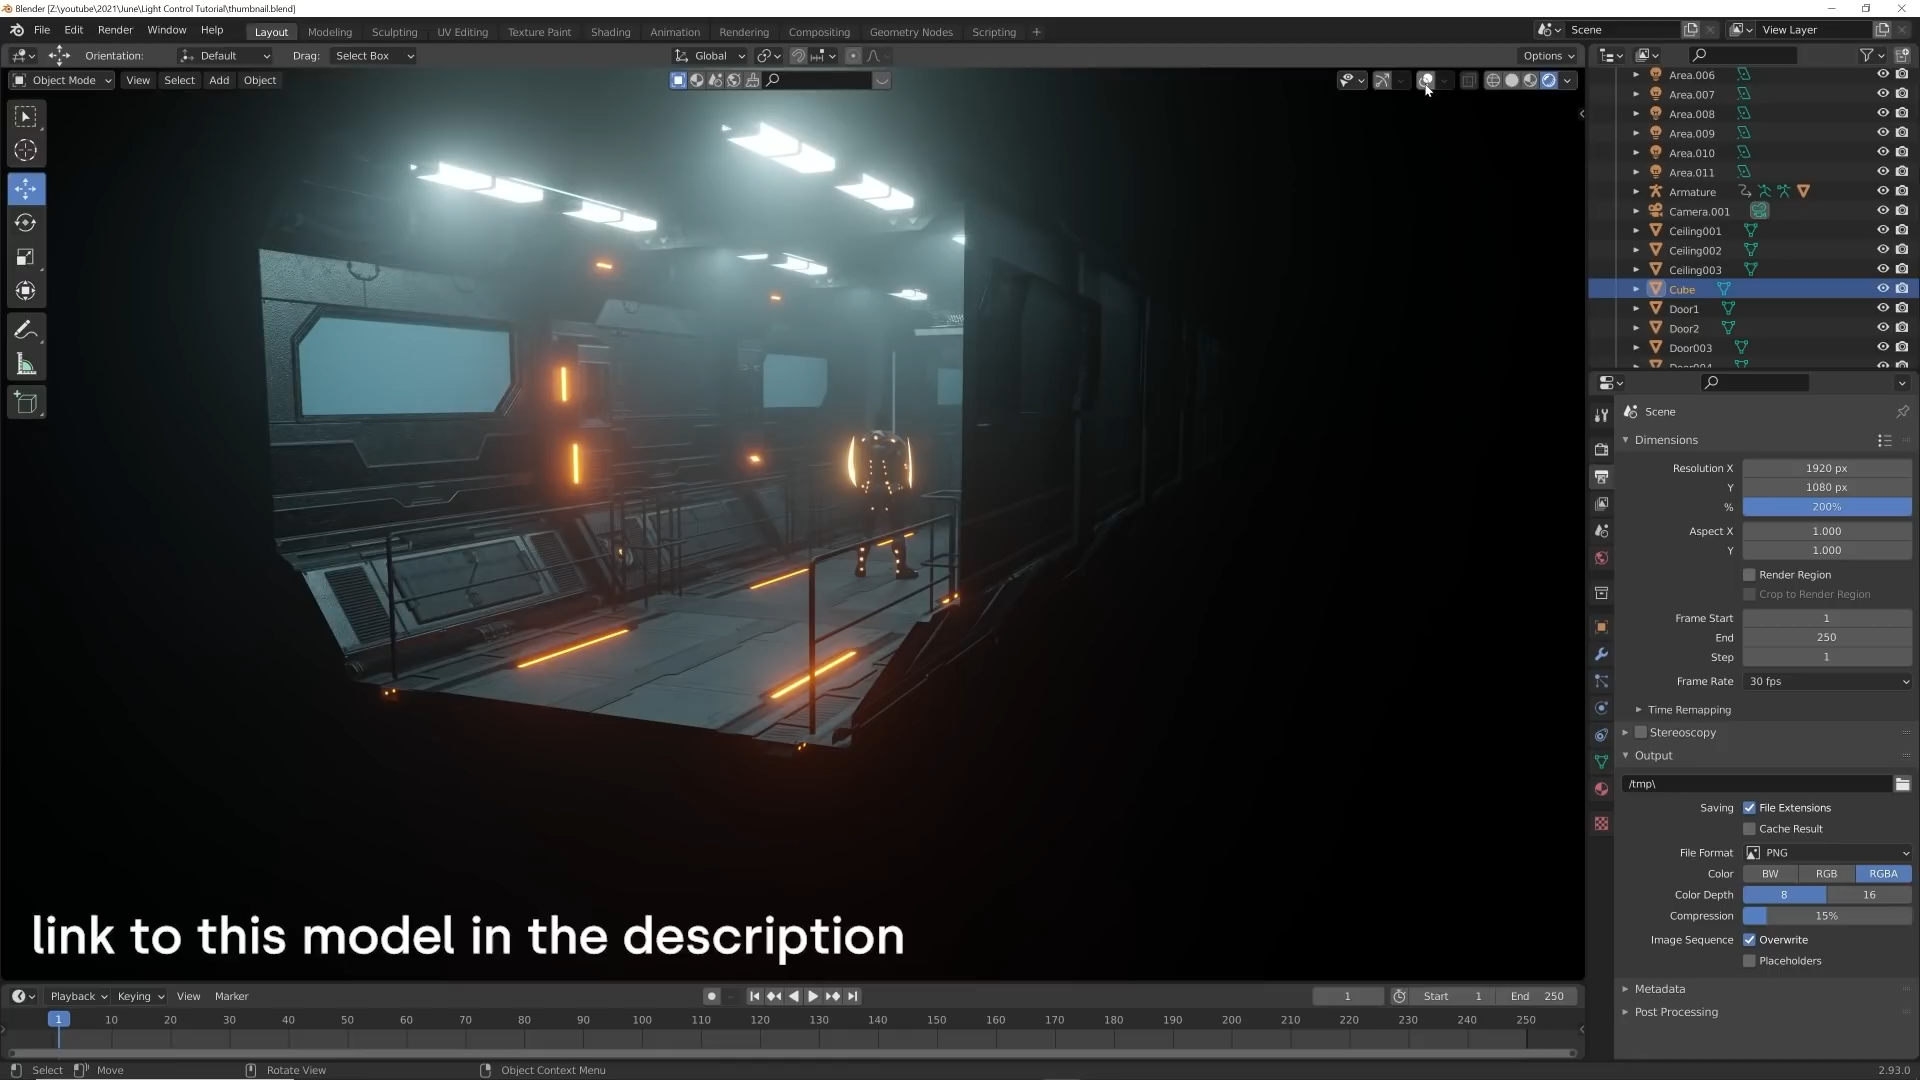 Blender [Z:\youtube\2021\June\Light Control Tutorial\thumbnail.blend]
File Edit Render Window Help Layout Modeling Sculpting UV Editing Texture Paint Shading Animation Rendering Compositing Geometry Nodes Scripting + Scene View Layer
Orientation: Default Drag: Select Box Global Options
Object Mode View Select Add Object
Area.006
Area.007
Area.008
Area.009
Area.010
Area.011
Armature
Camera.001
Ceiling001
Ceiling002
Ceiling003
Cube
Door1
Door2
Door003
Door004
Scene
Dimensions
Resolution X 1920 px
Y 1080 px
% 200%
Aspect X 1.000
Y 1.000
Render Region
Crop to Render Region
Frame Start 1
End 250
Step 1
Frame Rate 30 fps
Time Remapping
Stereoscopy
Output
/tmp\
Saving File Extensions
Cache Result
File Format PNG
Color BW RGB RGBA
Color Depth 8 16
Compression 15%
Image Sequence Overwrite
Placeholders
Metadata
Post Processing
link to this model in the description
Playback Keying View Marker 1 Start 1 End 250
1 10 20 30 40 50 60 70 80 90 100 110 120 130 140 150 160 170 180 190 200 210 220 230 240 250
Select Move Rotate View Object Context Menu 2.93.0